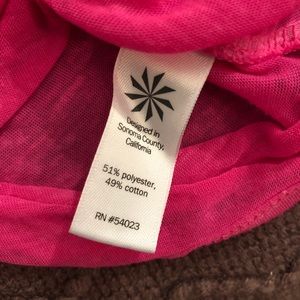 Designed in
Sonoma County,
California
51% polyester,
49% cotton
RN #54023